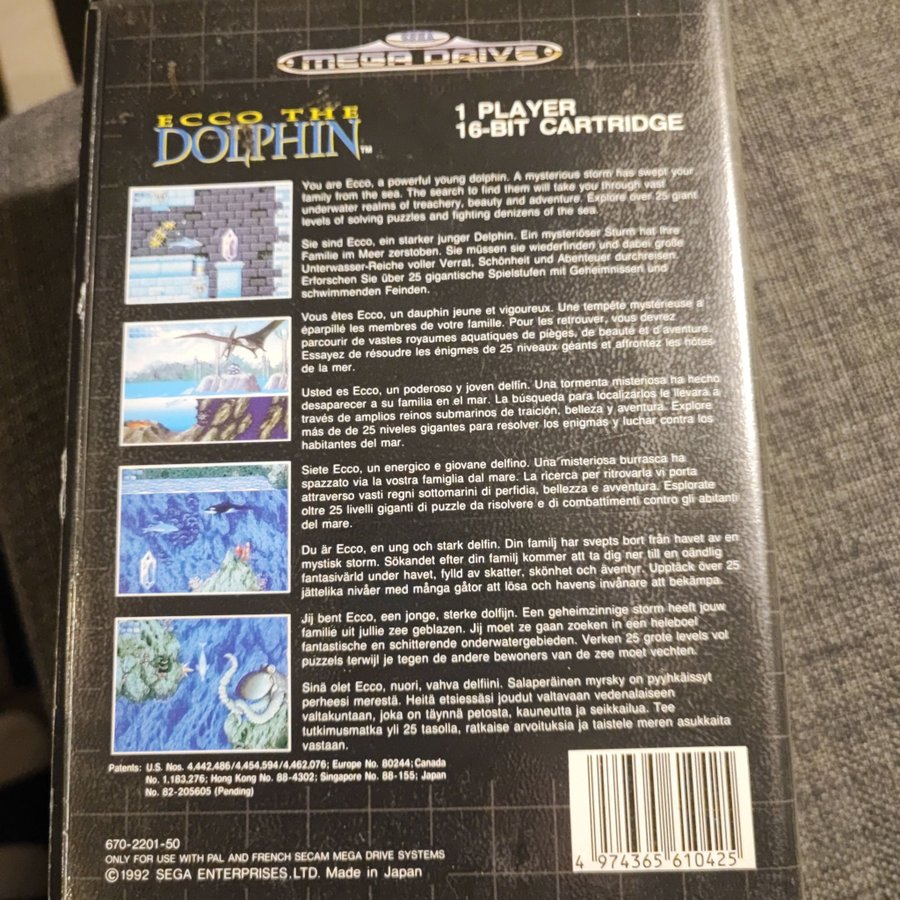 SEGA
MEGA DRIVE
ECCO THE
DOLPHIN™
1 PLAYER
16-BIT CARTRIDGE
You are Ecco, a powerful young dolphin. A mysterious storm has swept your
family from the sea. The search to find them will take you through vast
underwater realms of treachery, beauty and adventure. Explore over 25 giant
levels of solving puzzles and fighting denizens of the sea.
Sie sind Ecco, ein starker junger Delphin. Ein mysteriöser Sturm hat Ihre
Familie im Meer zerstoben. Sie müssen sie wiederfinden und dabei große
Unterwasser-Reiche voller Verrat, Schönheit und Abenteuer durchreisen.
Erforschen Sie über 25 gigantische Spielstufen mit Geheimnissen und
schwimmenden Feinden.
Vous êtes Ecco, un dauphin jeune et vigoureux. Une tempête mystérieuse a
éparpillé les membres de votre famille. Pour les retrouver, vous devrez
parcourir de vastes royaumes aquatiques de pièges, de beauté et d'aventure.
Essayez de résoudre les énigmes de 25 niveaux géants et affrontez les hôtes
de la mer.
Usted es Ecco, un poderoso y joven delfín. Una tormenta misteriosa ha hecho
desaparecer a su familia en el mar. La búsqueda para localizarlos le llevará a
través de amplios reinos submarinos de traición, belleza y aventura. Explore
más de de 25 niveles gigantes para resolver los enigmas y luchar contra los
habitantes del mar.
Siete Ecco, un energico e giovane delfino. Una misteriosa burrasca ha
spazzato via la vostra famiglia dal mare. La ricerca per ritrovarla vi porta
attraverso vasti regni sottomarini di perfidia, bellezza e avventura. Esplorate
oltre 25 livelli giganti di puzzle da risolvere e di combattimenti contro gli abitanti
del mare.
Du är Ecco, en ung och stark delfin. Din familj har svepts bort från havet av en
mystisk storm. Sökandet efter din familj kommer att ta dig ner till en oändlig
fantasivärld under havet, fylld av skatter, skönhet och äventyr. Upptäck över 25
jättelika nivåer med många gåtor att lösa och havens invånare att bekämpa.
Jij bent Ecco, een jonge, sterke dolfijn. Een geheimzinnige storm heeft jouw
familie uit jullie zee geblazen. Jij moet ze gaan zoeken in een heleboel
fantastische en schitterende onderwatergebieden. Verken 25 grote levels vol
puzzels terwijl je tegen de andere bewoners van de zee moet vechten.
Sinä olet Ecco, nuori, vahva delfiini. Salaperäinen myrsky on pyyhkäissyt
perheesi merestä. Heitä etsiessäsi joudut valtavaan vedenalaiseen
valtakuntaan, joka on täynnä petosta, kauneutta ja seikkailua. Tee
tutkimusmatka yli 25 tasolla, ratkaise arvoituksia ja taistele meren asukkaita
vastaan.
Patents: U.S. Nos. 4,442,486/4,454,594/4,462,076; Europe No. 80244; Canada
No. 1,183,276; Hong Kong No. 88-4302; Singapore No. 88-155; Japan
No. 82-205605 (Pending)
670-2201-50
ONLY FOR USE WITH PAL AND FRENCH SECAM MEGA DRIVE SYSTEMS
©1992 SEGA ENTERPRISES,LTD. Made in Japan
4 974365 610425